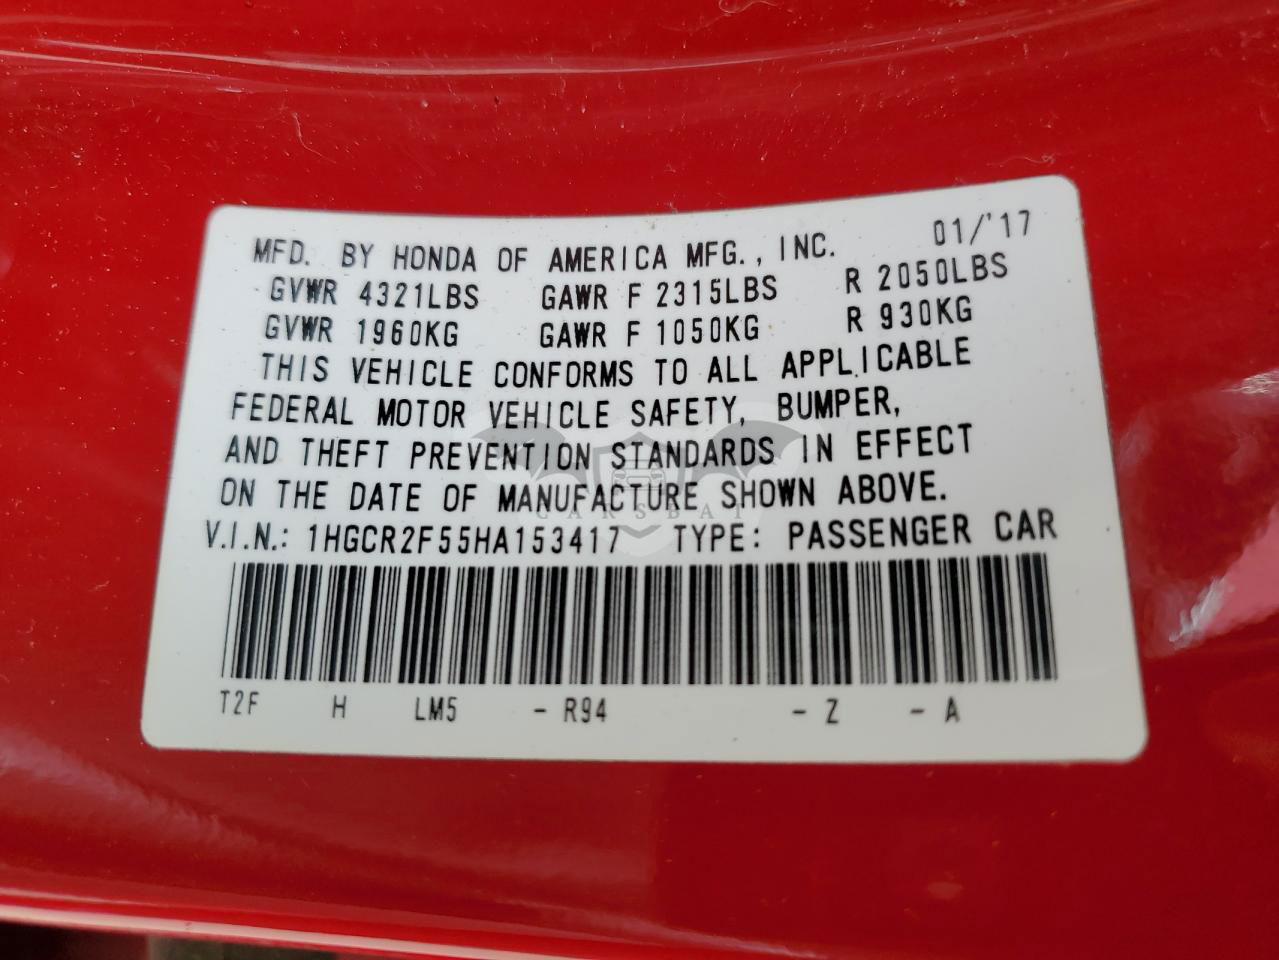 MFD. BY HONDA OF AMERICA MFG., INC. 01/'17
GVWR 4321LBS GAWR F 2315LBS R 2050LBS
GVWR 1960KG GAWR F 1050KG R 930KG
THIS VEHICLE CONFORMS TO ALL APPLICABLE
FEDERAL MOTOR VEHICLE SAFETY, BUMPER,
AND THEFT PREVENTION STANDARDS IN EFFECT
ON THE DATE OF MANUFACTURE SHOWN ABOVE.
CARSBAT
V.I.N.: 1HGCR2F55HA153417 TYPE: PASSENGER CAR
T2F H LM5 - R94 - Z - A